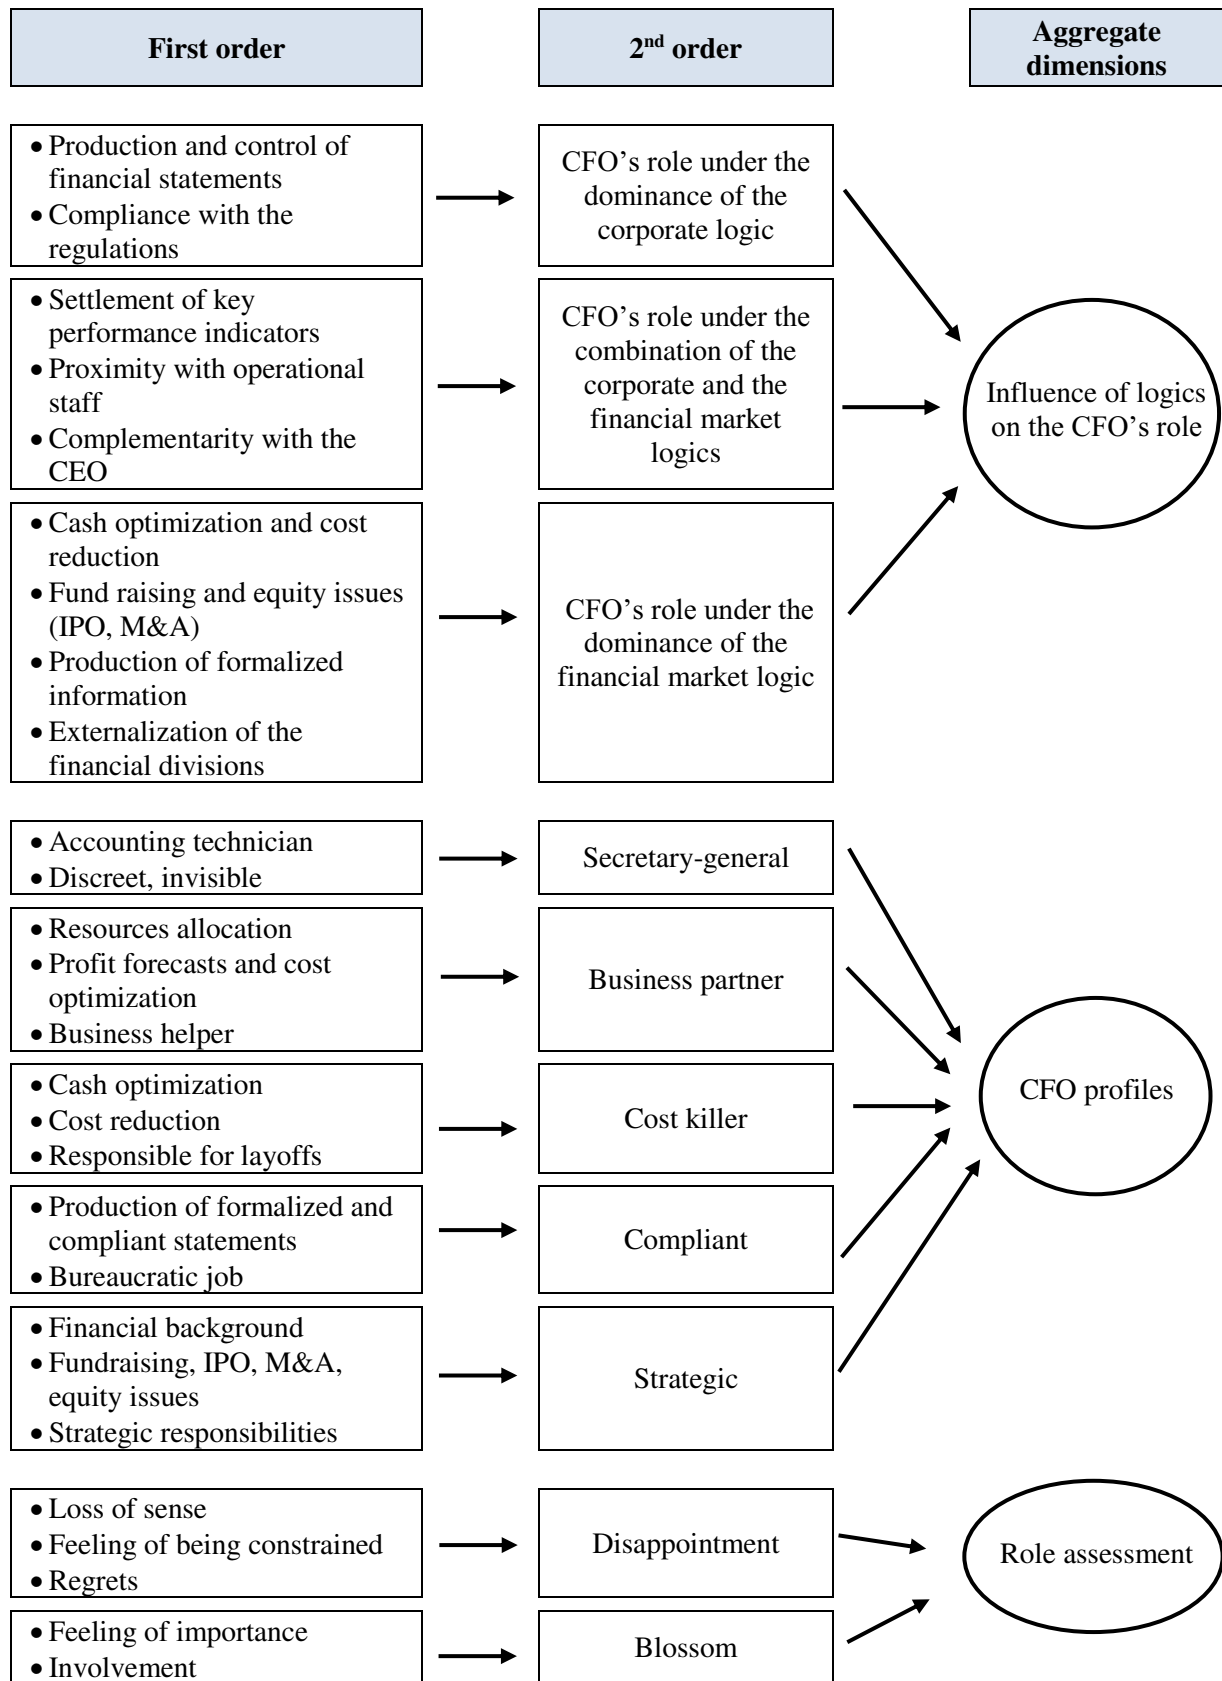 First order
2nd order
Aggregate
dimensions
• Production and control of
financial statements
• Compliance with the
regulations
CFO’s role under the
dominance of the
corporate logic
• Settlement of key
performance indicators
• Proximity with operational
staff
• Complementarity with the
CEO
CFO’s role under the
combination of the
corporate and the
financial market
logics
Influence of logics
on the CFO’s role
• Cash optimization and cost
reduction
• Fund raising and equity issues
(IPO, M&A)
• Production of formalized
information
• Externalization of the
financial divisions
CFO’s role under the
dominance of the
financial market logic
• Accounting technician
• Discreet, invisible
Secretary-general
• Resources allocation
• Profit forecasts and cost
optimization
• Business helper
Business partner
• Cash optimization
• Cost reduction
• Responsible for layoffs
Cost killer
CFO profiles
• Production of formalized and
compliant statements
• Bureaucratic job
Compliant
• Financial background
• Fundraising, IPO, M&A,
equity issues
• Strategic responsibilities
Strategic
• Loss of sense
• Feeling of being constrained
• Regrets
Disappointment
Role assessment
• Feeling of importance
• Involvement
Blossom